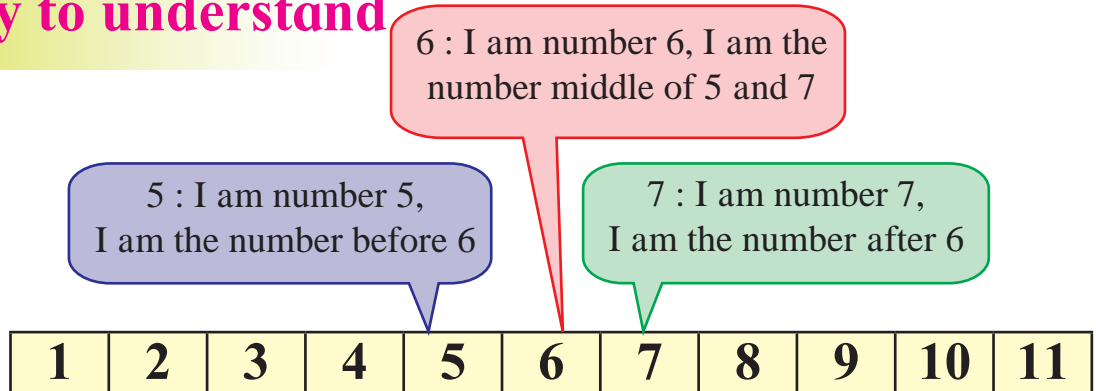 y to understand
6 : I am number 6, I am the
number middle of 5 and 7
5 : I am number 5,
I am the number before 6
7 : I am number 7,
I am the number after 6
1 2 3 4 5 6 7 8 9 10 11